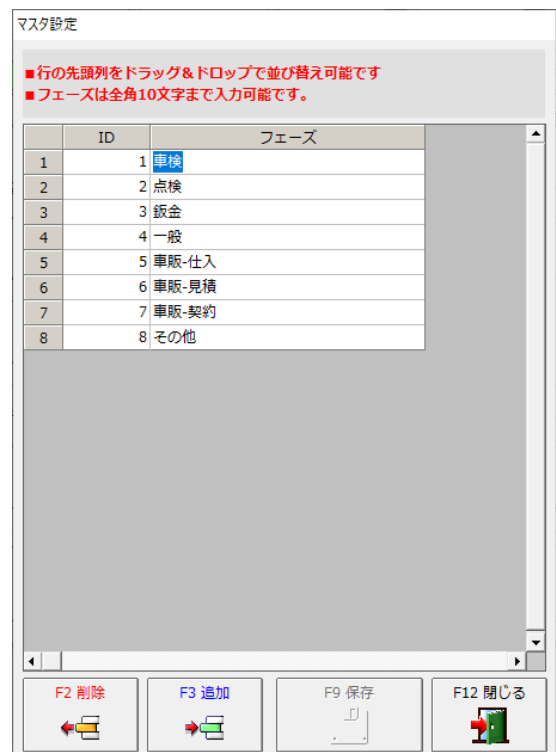 マスタ設定
■行の先頭列をドラッグ&ドロップで並び替え可能です
■フェーズは全角10文字まで入力可能です。
ID フェーズ
1 1 車検
2 2 点検
3 3 鈑金
4 4 一般
5 5 車販-仕入
6 6 車販-見積
7 7 車販-契約
8 8 その他
F2 削除 F3 追加 F9 保存 F12 閉じる